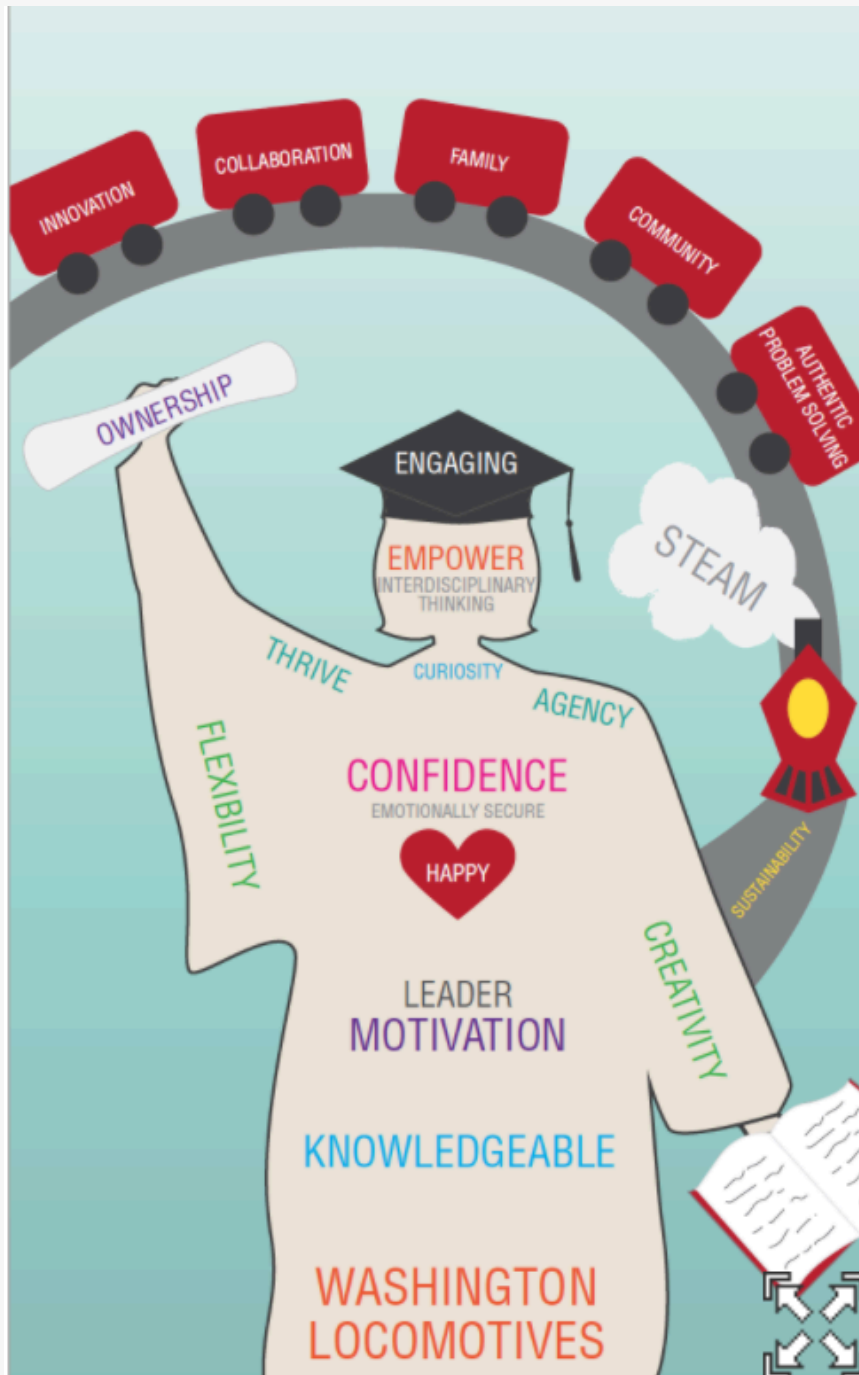 INNOVATION
COLLABORATION
FAMILY
COMMUNITY
AUTHENTIC
PROBLEM SOLVING
OWNERSHIP
ENGAGING
STEAM
EMPOWER
INTERDISCIPLINARY
THINKING
THRIVE
CURIOSITY
AGENCY
FLEXIBILITY
CONFIDENCE
EMOTIONALLY SECURE
HAPPY
SUSTAINABILITY
CREATIVITY
LEADER
MOTIVATION
KNOWLEDGEABLE
WASHINGTON
LOCOMOTIVES